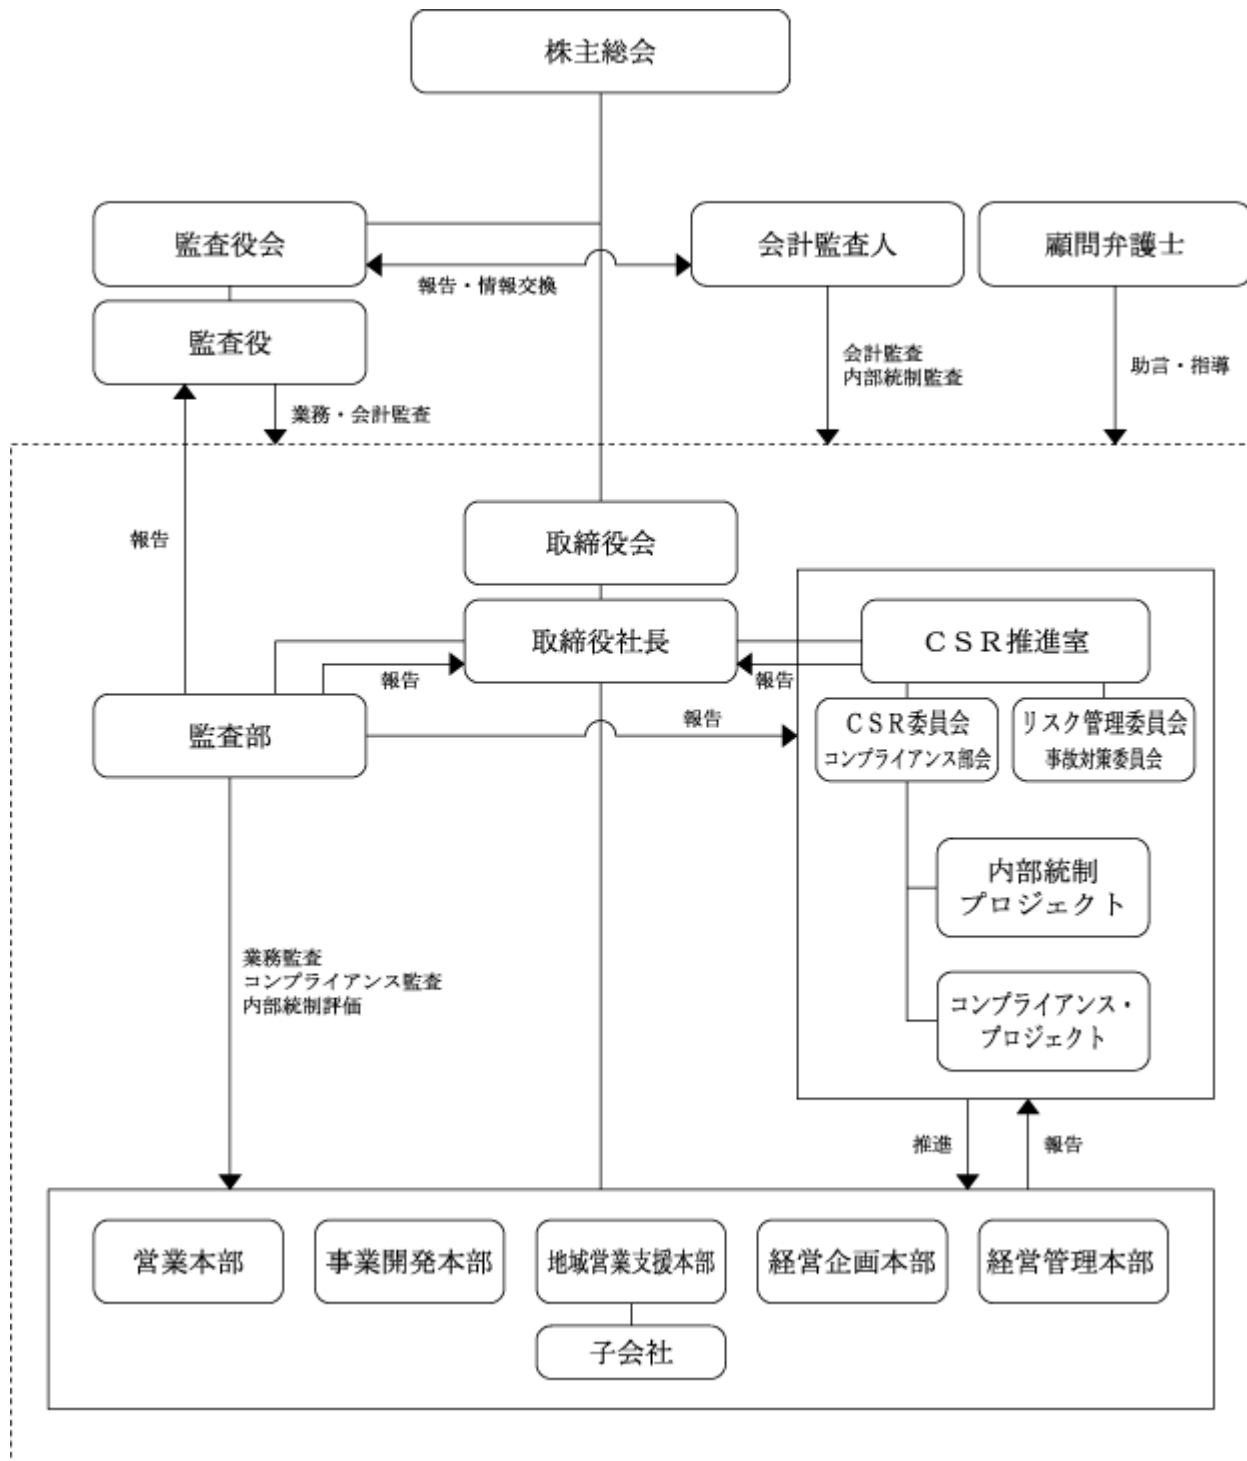 株主総会
監査役会
会計監査人
顧問弁護士
報告・情報交換
監査役
会計監査
内部統制監査
助言・指導
業務・会計監査
報告
取締役会
取締役社長
ＣＳＲ推進室
報告
報告
監査部
報告
ＣＳＲ委員会
コンプライアンス部会
リスク管理委員会
事故対策委員会
内部統制
プロジェクト
業務監査
コンプライアンス監査
内部統制評価
コンプライアンス・
プロジェクト
推進
報告
営業本部
事業開発本部
地域営業支援本部
経営企画本部
経営管理本部
子会社